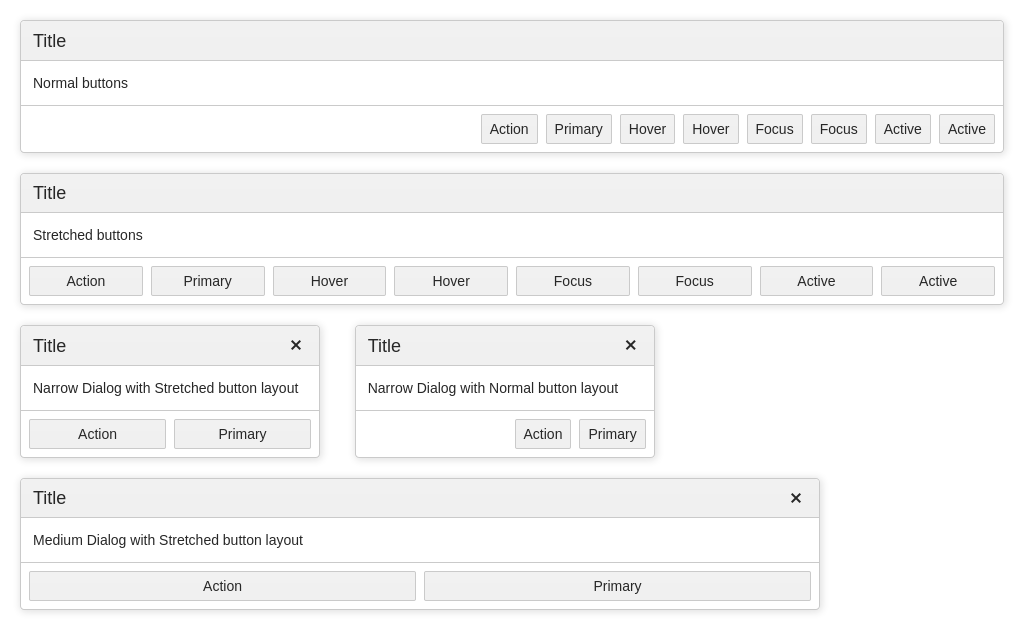 Title
Normal buttons
Action Primary Hover Hover Focus Focus Active Active
Title
Stretched buttons
Action Primary Hover Hover Focus Focus Active Active
Title ✕
Narrow Dialog with Stretched button layout
Action Primary
Title ✕
Narrow Dialog with Normal button layout
Action Primary
Title ✕
Medium Dialog with Stretched button layout
Action Primary